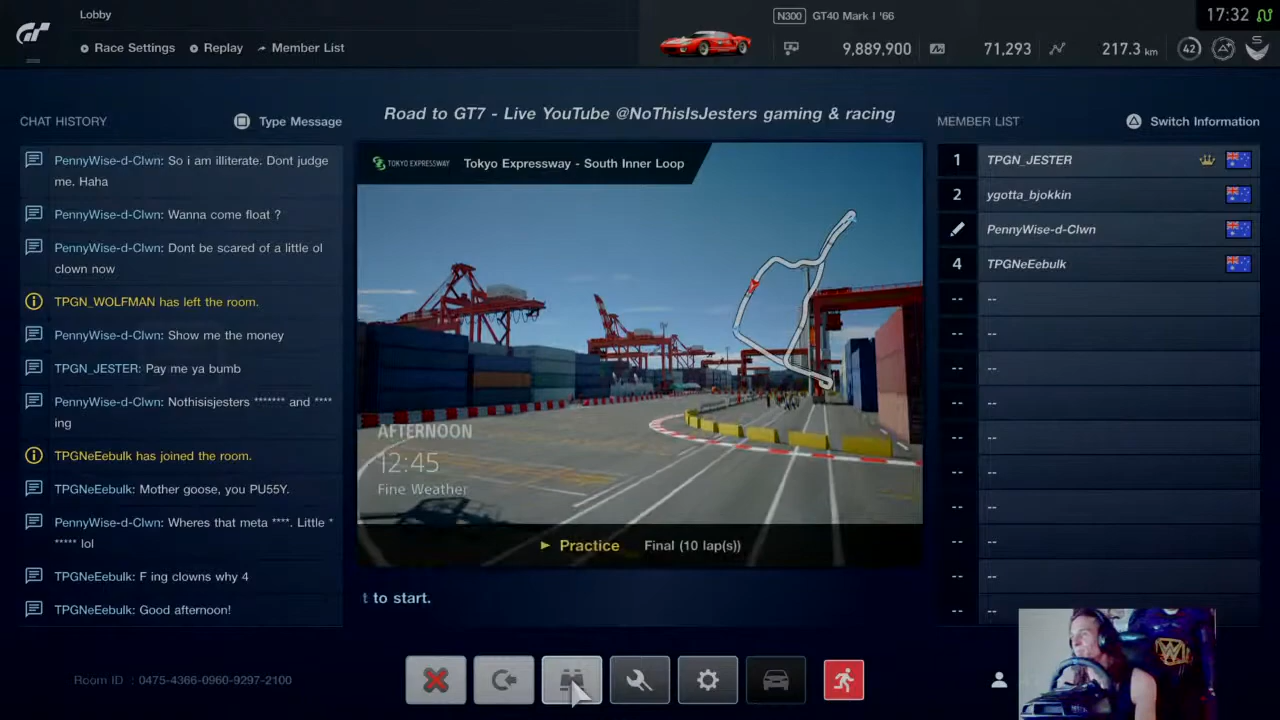 Lobby
N300 GT40 Mark I '66
17:32
Race Settings Replay Member List
9,889,900 71,293 217.3 km 42 S
Road to GT7 - Live YouTube @NoThisIsJesters gaming & racing
CHAT HISTORY Type Message
MEMBER LIST Switch Information
PennyWise-d-Clwn: So i am illiterate. Dont judge
me. Haha
PennyWise-d-Clwn: Wanna come float ?
PennyWise-d-Clwn: Dont be scared of a little ol
clown now
TPGN_WOLFMAN has left the room.
PennyWise-d-Clwn: Show me the money
TPGN_JESTER: Pay me ya bumb
PennyWise-d-Clwn: Nothisisjesters ******* and ****
ing
TPGNeEebulk has joined the room.
TPGNeEebulk: Mother goose, you PU55Y.
PennyWise-d-Clwn: Wheres that meta ****. Little *
***** lol
TPGNeEebulk: F ing clowns why 4
TPGNeEebulk: Good afternoon!
TOKYO EXPRESSWAY Tokyo Expressway - South Inner Loop
AFTERNOON
12:45
Fine Weather
Practice Final (10 lap(s))
t to start.
1 TPGN_JESTER
2 ygotta_bjokkin
PennyWise-d-Clwn
4 TPGNeEebulk
-- --
-- --
-- --
-- --
-- --
-- --
-- --
-- --
-- --
-- --
Room ID : 0475-4366-0960-9297-2100
W